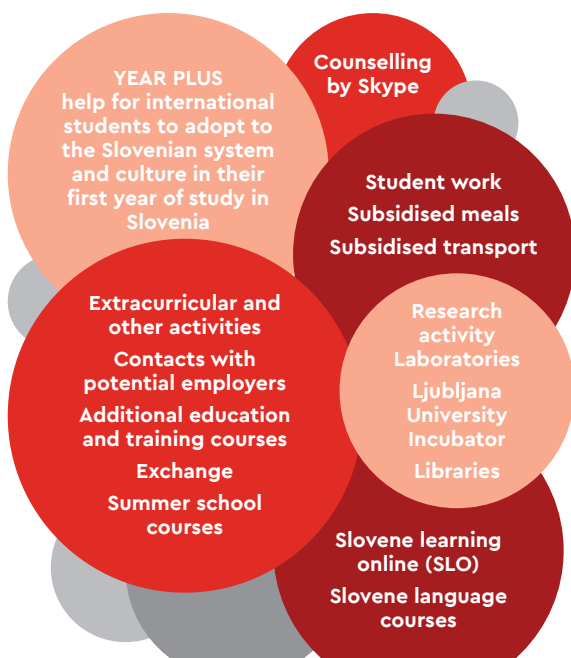 YEAR PLUS
help for international
students to adopt to
the Slovenian system
and culture in their
first year of study in
Slovenia
Counselling
by Skype
Student work
Subsidised meals
Subsidised transport
Extracurricular and
other activities
Contacts with
potential employers
Additional education
and training courses
Exchange
Summer school
courses
Research
activity
Laboratories
Ljubljana
University
Incubator
Libraries
Slovene learning
online (SLO)
Slovene language
courses